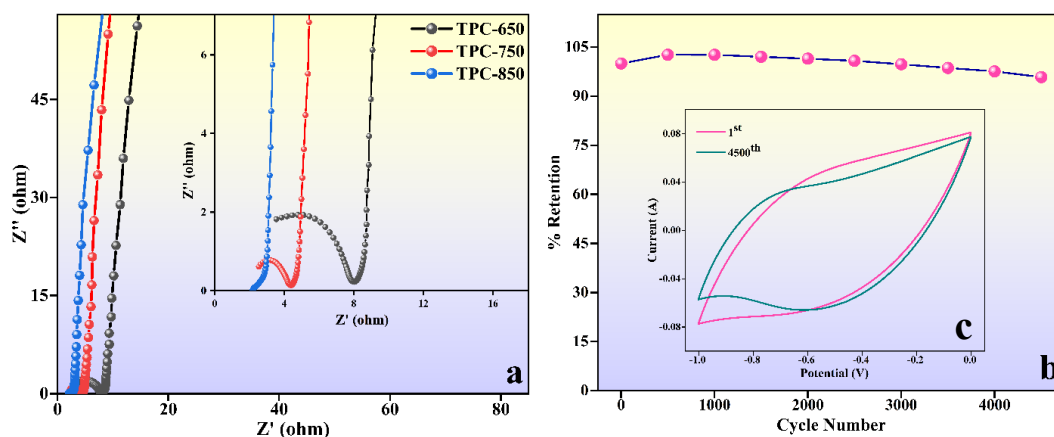 TPC-650
TPC-750
TPC-850
45
30
15
0
Z'' (ohm)
0
20
40
60
80
Z' (ohm)
6
4
2
0
Z'' (ohm)
0
4
8
12
16
Z' (ohm)
a
105
90
75
60
45
30
15
0
% Retention
0
1000
2000
3000
4000
Cycle Number
b
1st
4500th
0.08
0.04
0.00
-0.04
-0.08
Current (A)
-1.0
-0.8
-0.6
-0.4
-0.2
0.0
Potential (V)
c